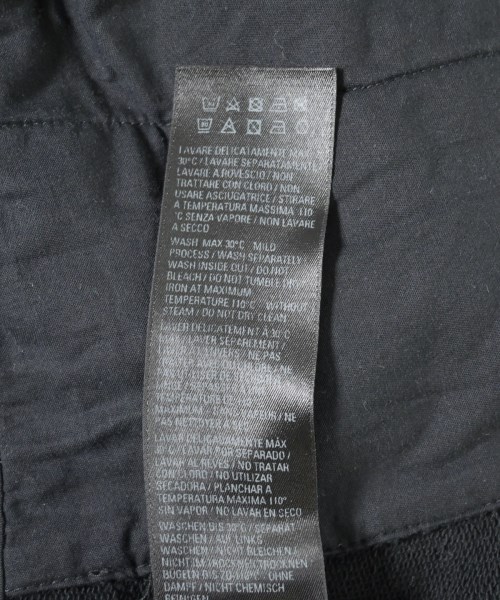 LAVARE DELICATAMENTE MAX
30°C / LAVARE SEPARATAMENTE
LAVARE A ROVESCIO / NON
TRATTARE CON CLORO / NON
USARE ASCIUGATRICE / STIRARE
A TEMPERATURA MASSIMA 110
°C SENZA VAPORE / NON LAVARE
A SECCO
WASH MAX 30°C MILD
PROCESS / WASH SEPARATELY
WASH INSIDE OUT / DO NOT
BLEACH / DO NOT TUMBLE DRY
IRON AT MAXIMUM
TEMPERATURE 110°C WITHOUT
STEAM / DO NOT DRY CLEAN
LAVER DELICATEMENT À 30°C
LAVER SEPAREMENT /
/ NE PAS
TEMPERATURE
MAXIMUM / NE
PAS NETTOYER A SEC
LAVAR DELICADAMENTE MÁX
30°C / LAVAR POR SEPARADO /
LAVAR AL REVES / NO TRATAR
CON CLORO / NO UTILIZAR
SECADORA / PLANCHAR A
TEMPERATURA MAXIMA 110°
SIN VAPOR / NO LAVAR EN SECO
WASCHEN BIS 30°C / SEPARAT
WASCHEN / AUF LINKS
WASCHEN / NICHT BLEICHEN /
NICHT IM TROCKNER TROCKNEN
BÜGELN BIS OHNE
DAMPF / NICHT CHEMISCH
REINIGEN